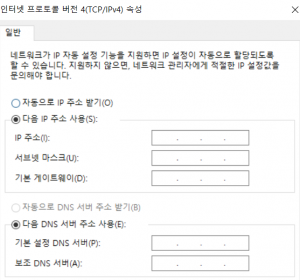 인터넷 프로토콜 버전 4(TCP/IPv4) 속성
일반
네트워크가 IP 자동 설정 기능을 지원하면 IP 설정이 자동으로 할당되도록
할 수 있습니다. 지원하지 않으면, 네트워크 관리자에게 적절한 IP 설정값을
문의해야 합니다.
자동으로 IP 주소 받기(O)
다음 IP 주소 사용(S):
IP 주소(I):
서브넷 마스크(U):
기본 게이트웨이(D):
자동으로 DNS 서버 주소 받기(B)
다음 DNS 서버 주소 사용(E):
기본 설정 DNS 서버(P):
보조 DNS 서버(A):